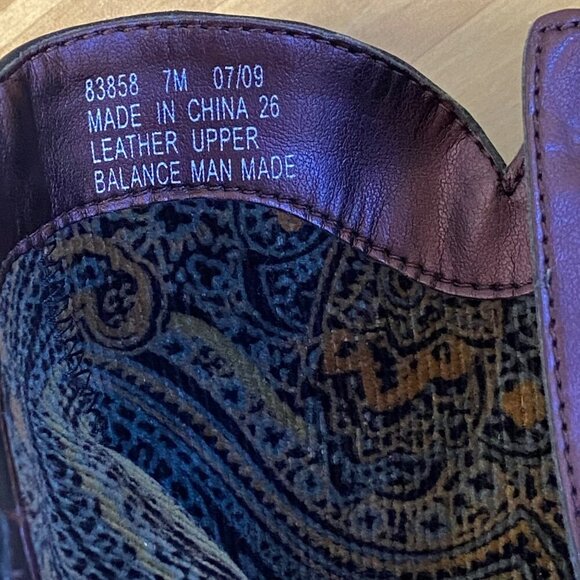 83858 7M 07/09
MADE IN CHINA 26
LEATHER UPPER
BALANCE MAN MADE